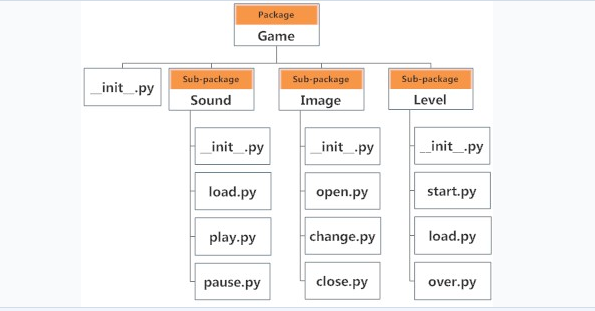 Package
Game
__init__.py
Sub-package
Sound
Sub-package
Image
Sub-package
Level
__init__.py
load.py
play.py
pause.py
__init__.py
open.py
change.py
close.py
__init__.py
start.py
load.py
over.py